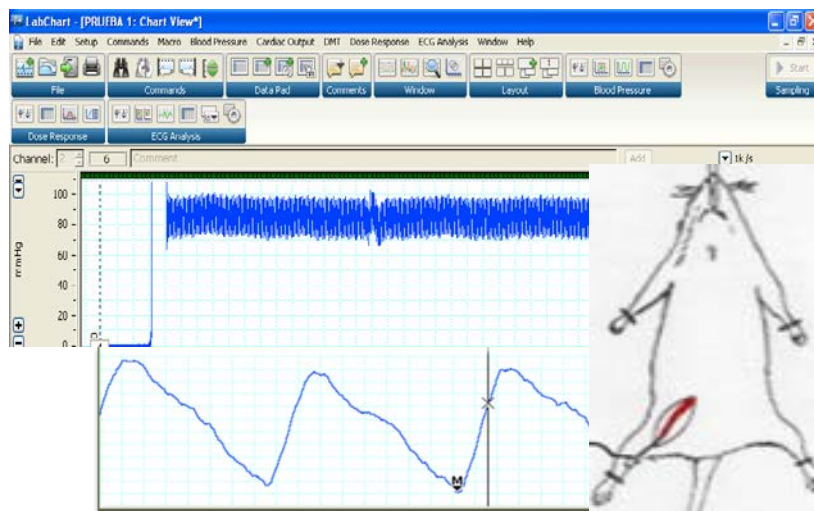 LabChart - [PRUEBA 1: Chart View*]
File Edit Setup Commands Macro Blood Pressure Cardiac Output DMT Dose Response ECG Analysis Window Help
File Commands Data Pad Comments Window Layout Blood Pressure Sampling
Start
Dose Response ECG Analysis
Channel: 2 6 Comment Add 1k /s
100
80
60
40
20
0
mmHg
M